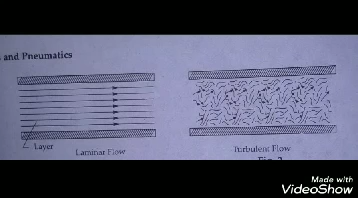 and Pneumatics
Layer
Laminar Flow
Turbulent Flow
Made with
VideoShow